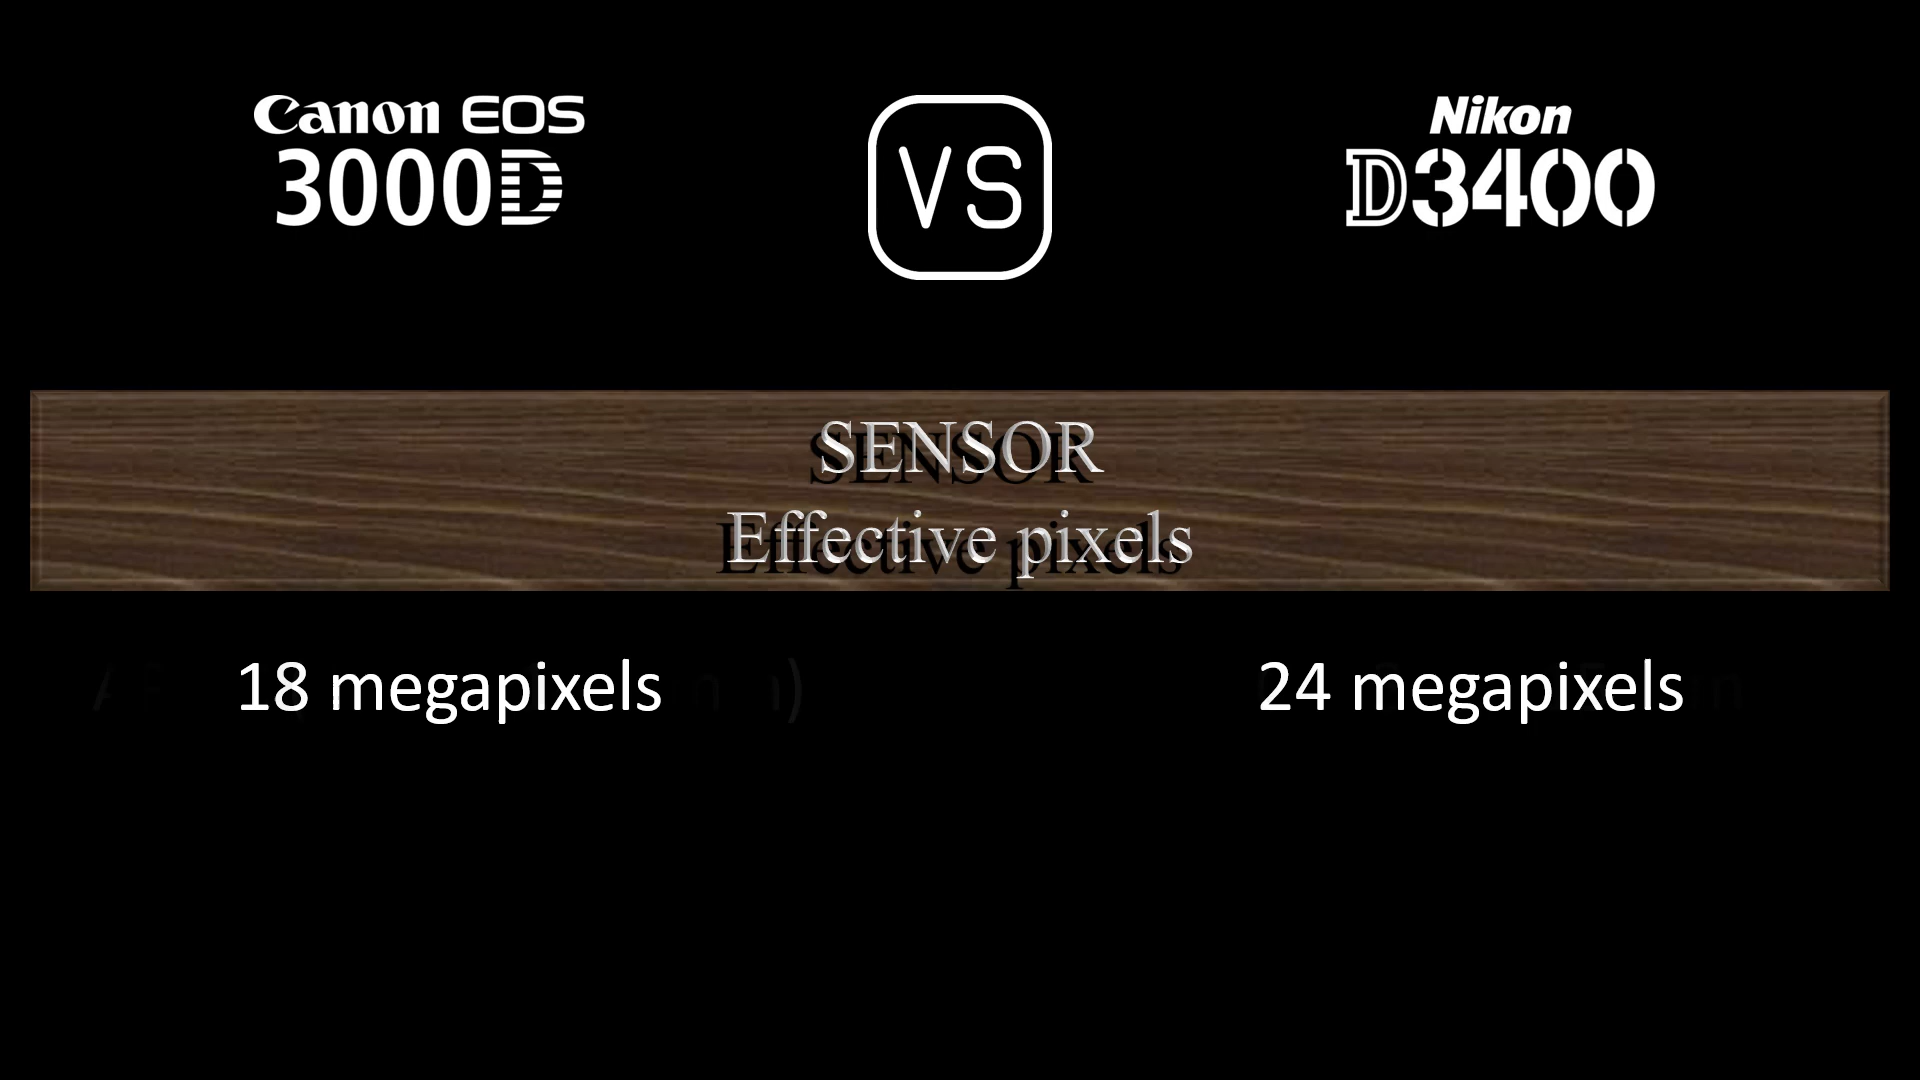 Canon EOS
3000D
VS
Nikon
D3400
SENSOR
Effective pixels
18 megapixels
24 megapixels